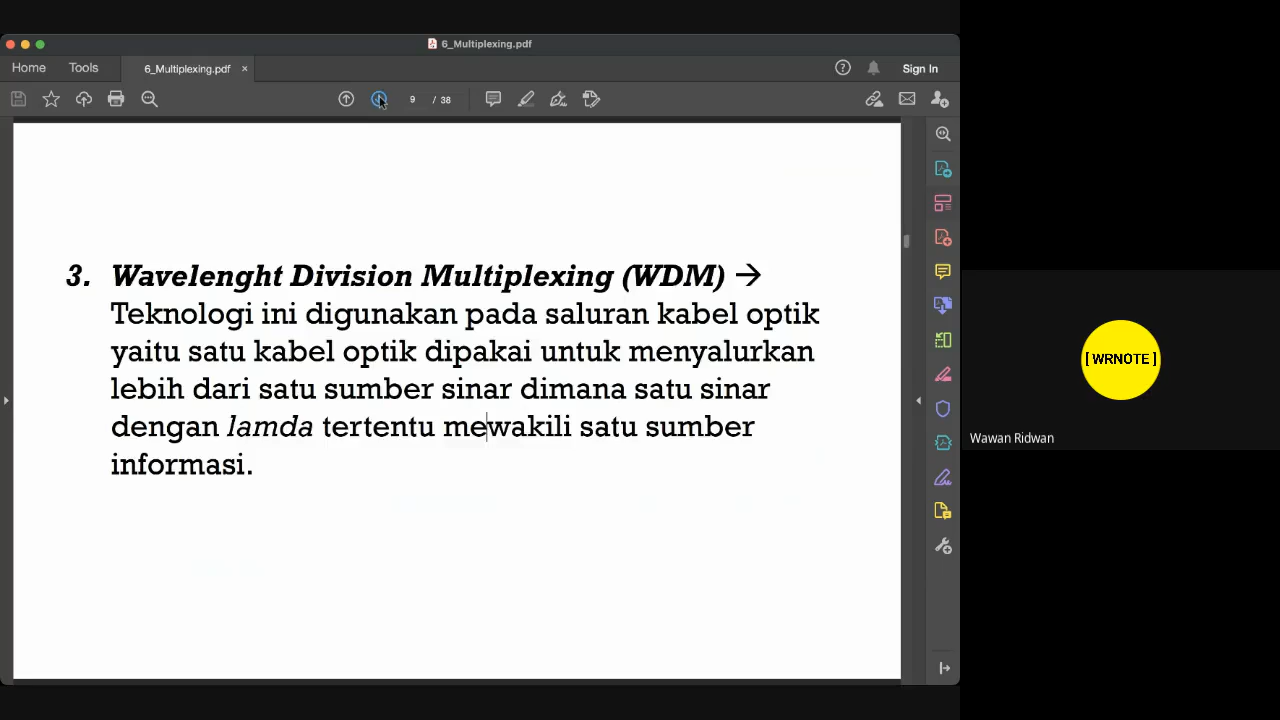 6_Multiplexing.pdf
Home Tools 6_Multiplexing.pdf × Sign In
9 / 38
3. Wavelenght Division Multiplexing (WDM) →
Teknologi ini digunakan pada saluran kabel optik
yaitu satu kabel optik dipakai untuk menyalurkan
lebih dari satu sumber sinar dimana satu sinar
dengan lamda tertentu mewakili satu sumber
informasi.
[ WRNOTE ]
Wawan Ridwan